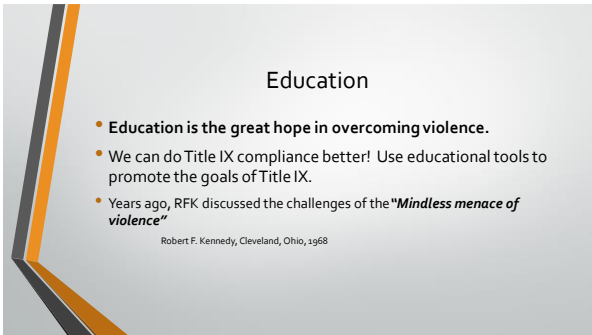 Education
Education is the great hope in overcoming violence.
We can do Title IX compliance better! Use educational tools to
promote the goals of Title IX.
Years ago, RFK discussed the challenges of the "Mindless menace of
violence"
Robert F. Kennedy, Cleveland, Ohio, 1968